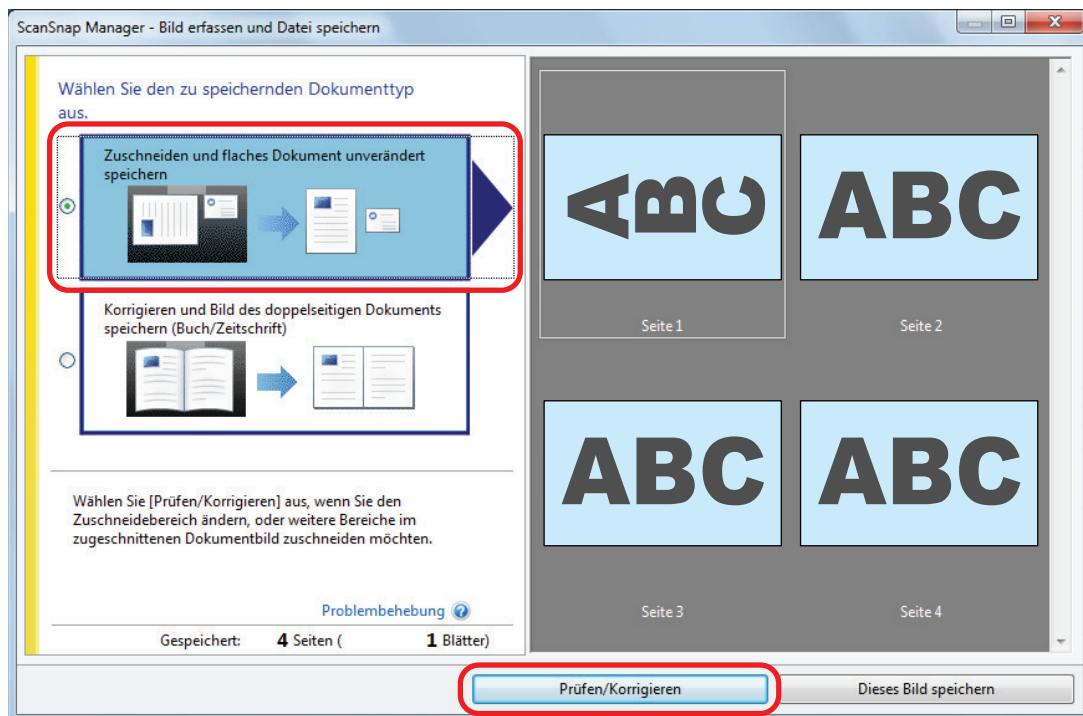 ScanSnap Manager - Bild erfassen und Datei speichern
Wählen Sie den zu speichernden Dokumenttyp
aus.
Zuschneiden und flaches Dokument unverändert
speichern
Korrigieren und Bild des doppelseitigen Dokuments
speichern (Buch/Zeitschrift)
Wählen Sie [Prüfen/Korrigieren] aus, wenn Sie den
Zuschneidebereich ändern, oder weitere Bereiche im
zugeschnittenen Dokumentbild zuschneiden möchten.
Problembehebung
Gespeichert: 4 Seiten ( 1 Blätter)
ABC
ABC
Seite 1
Seite 2
ABC
ABC
Seite 3
Seite 4
Prüfen/Korrigieren
Dieses Bild speichern